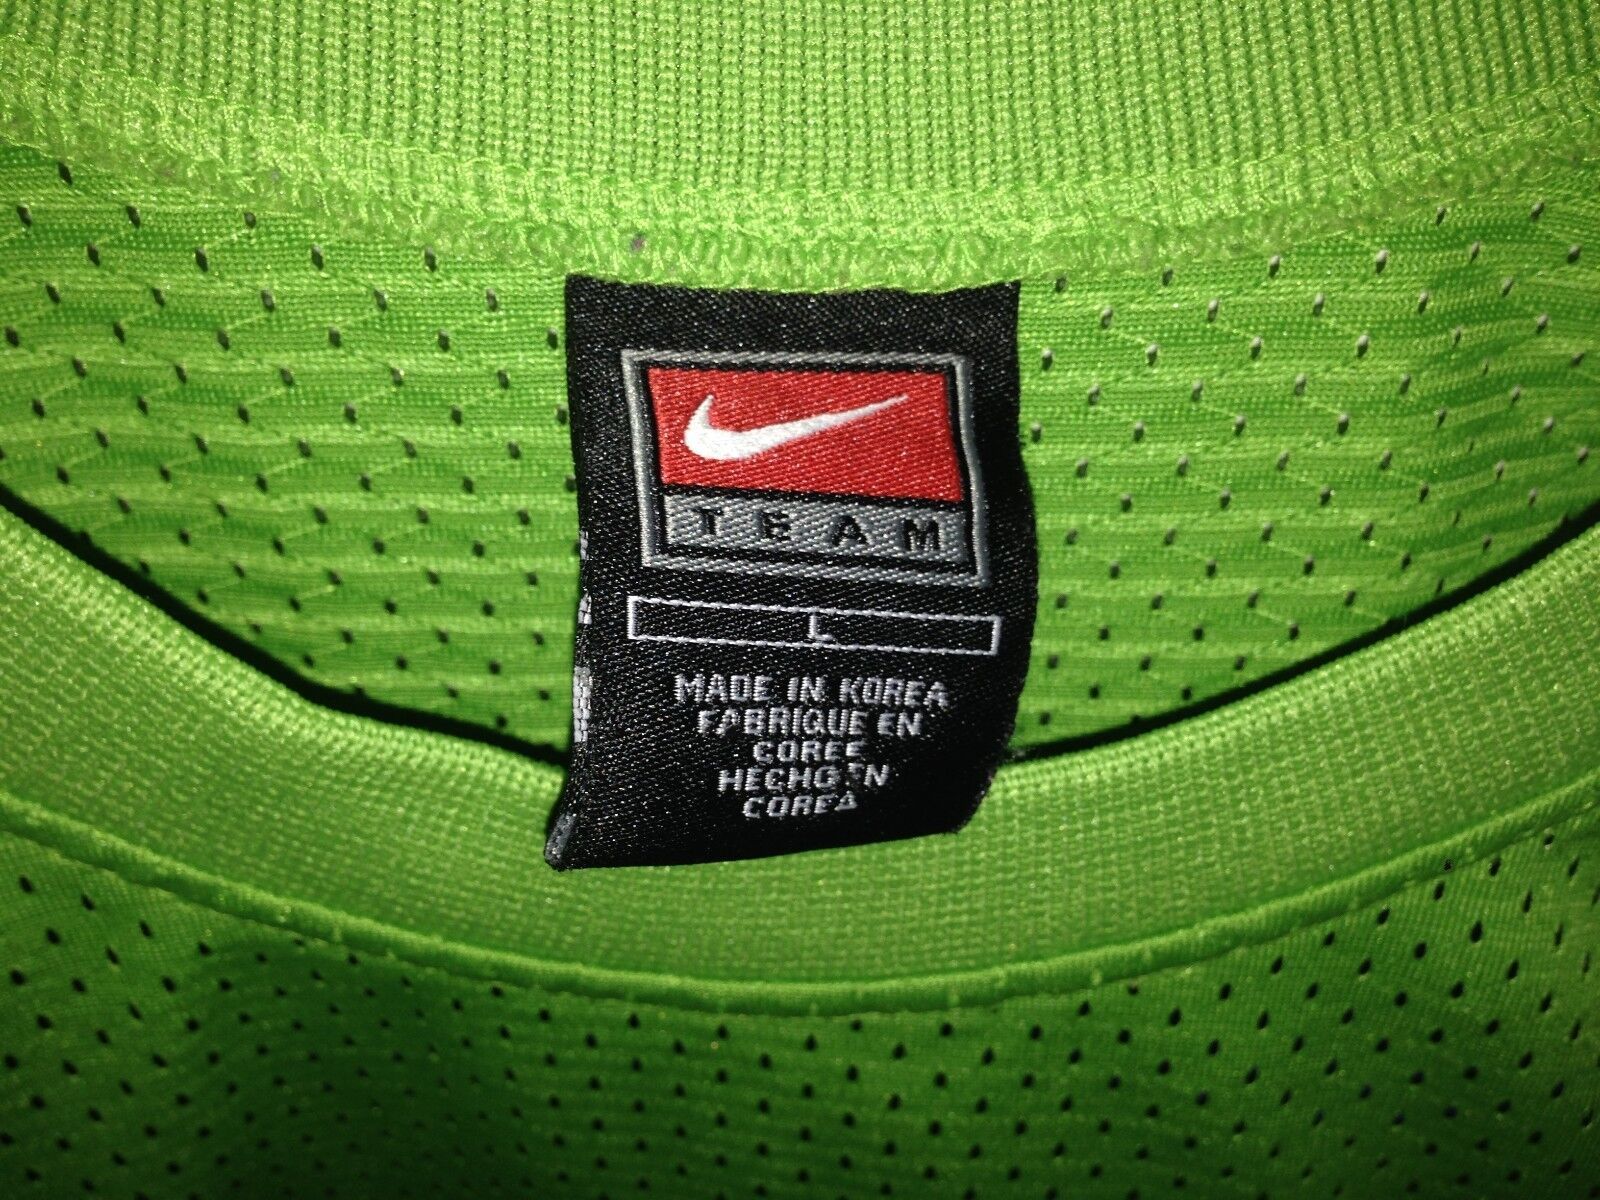 TEAM
L
MADE IN KOREA
FABRIQUE EN
COREE
HECHO EN
COREA